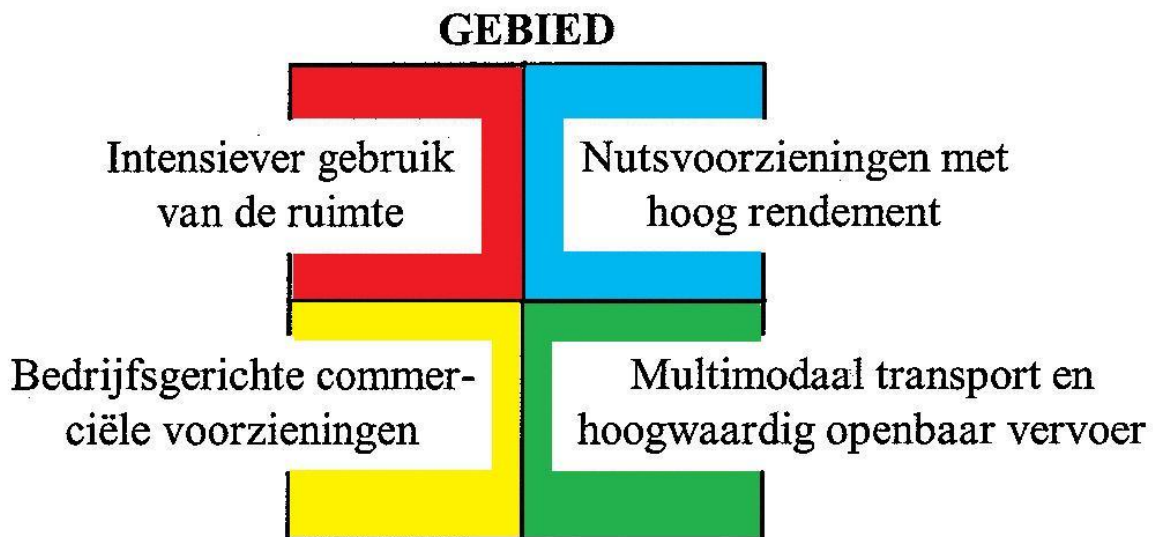 GEBIED
Intensiever gebruik
van de ruimte
Nutsvoorzieningen met
hoog rendement
Bedrijfsgerichte commer-
ciële voorzieningen
Multimodaal transport en
hoogwaardig openbaar vervoer